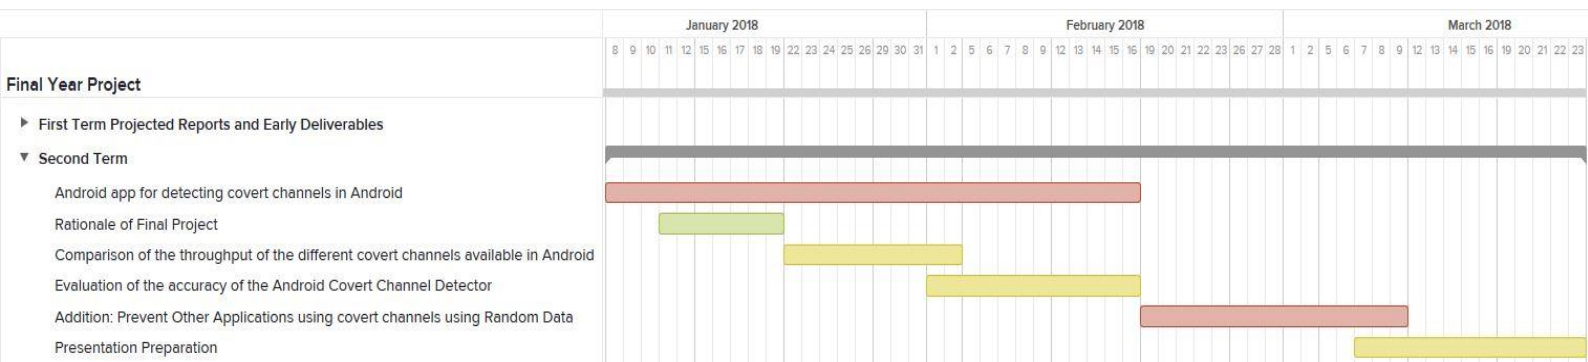 January 2018 February 2018 March 2018
8 9 10 11 12 15 16 17 18 19 22 23 24 25 26 29 30 31 1 2 5 6 7 8 9 12 13 14 15 16 19 20 21 22 23 26 27 28 1 2 5 6 7 8 9 12 13 14 15 16 19 20 21 22 23
Final Year Project
First Term Projected Reports and Early Deliverables
Second Term
Android app for detecting covert channels in Android
Rationale of Final Project
Comparison of the throughput of the different covert channels available in Android
Evaluation of the accuracy of the Android Covert Channel Detector
Addition: Prevent Other Applications using covert channels using Random Data
Presentation Preparation